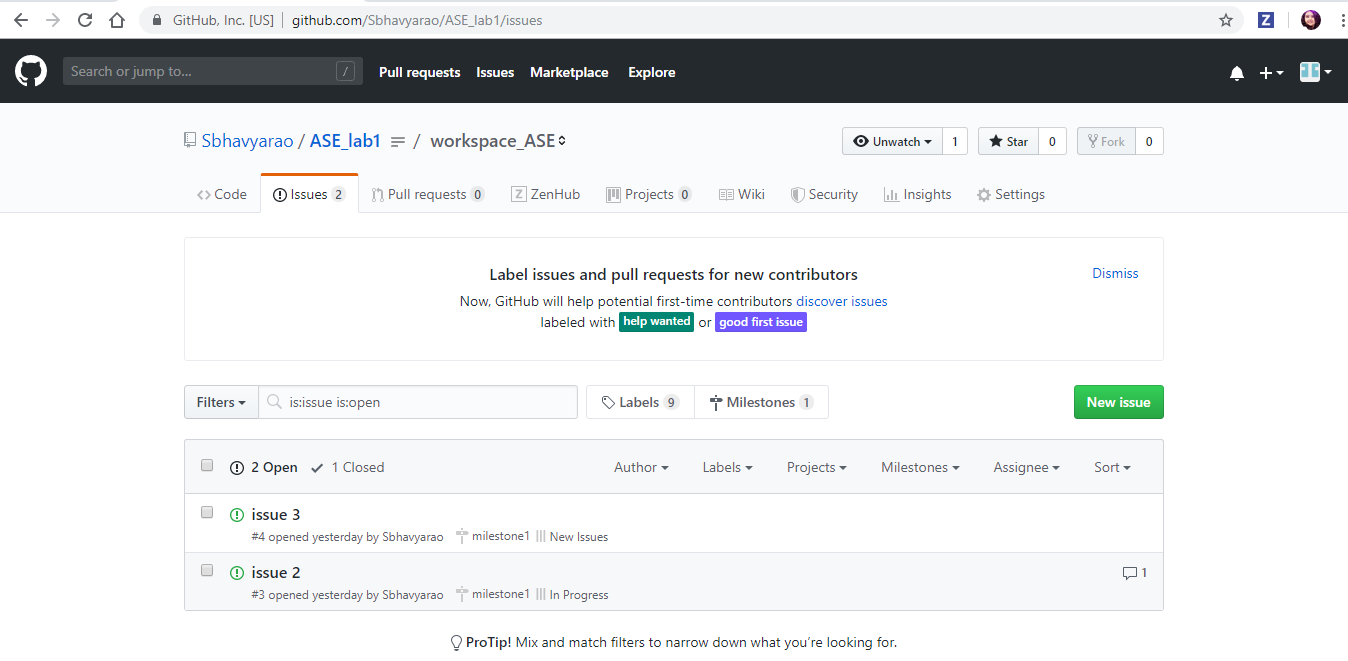 GitHub, Inc. [US] github.com/Sbhavyarao/ASE_lab1/issues Z
Search or jump to... / Pull requests Issues Marketplace Explore
Sbhavyarao / ASE_lab1 / workspace_ASE Unwatch 1 Star 0 Fork 0
Code Issues 2 Pull requests 0 Z ZenHub Projects 0 Wiki Security Insights Settings
Label issues and pull requests for new contributors Dismiss
Now, GitHub will help potential first-time contributors discover issues
labeled with help wanted or good first issue
Filters is:issue is:open Labels 9 Milestones 1 New issue
2 Open 1 Closed Author Labels Projects Milestones Assignee Sort
issue 3
#4 opened yesterday by Sbhavyarao milestone1 New Issues
issue 2 1
#3 opened yesterday by Sbhavyarao milestone1 In Progress
ProTip! Mix and match filters to narrow down what you’re looking for.